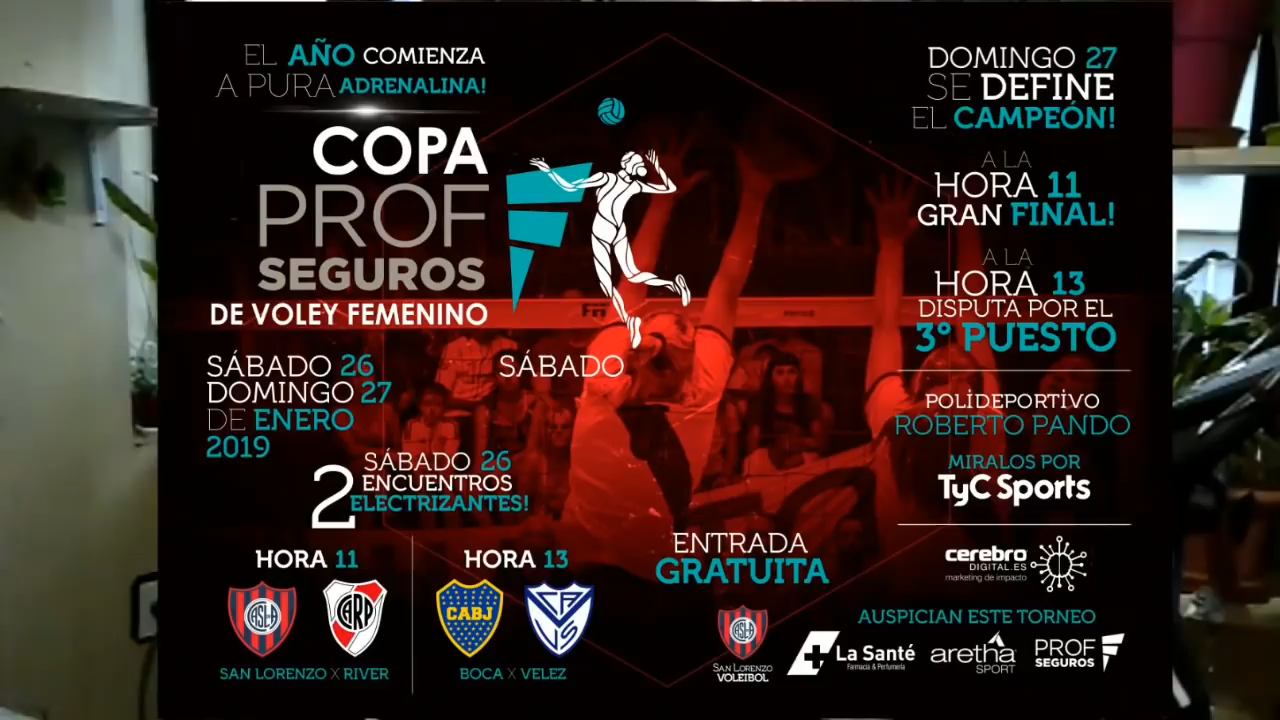 EL AÑO COMIENZA
A PURA ADRENALINA!
COPA
PROF
SEGUROS
DE VOLEY FEMENINO
SÁBADO 26
DOMINGO 27
DE ENERO
2019
SÁBADO
2
SÁBADO 26
ENCUENTROS
ELECTRIZANTES!
HORA 11
CASLA
CARP
SAN LORENZO X RIVER
HORA 13
CABJ
CAVS
BOCA X VELEZ
ENTRADA
GRATUITA
DOMINGO 27
SE DEFINE
EL CAMPEÓN!
A LA
HORA 11
GRAN FINAL!
A LA
HORA 13
DISPUTA POR EL
3º PUESTO
POLIDEPORTIVO
ROBERTO PANDO
MIRALOS POR
TyC Sports
cerebro
DIGITAL.ES
marketing de impacto
AUSPICIAN ESTE TORNEO
CASLA
SAN LORENZO
VOLEIBOL
La Santé
Farmacia & Perfumería
aretha
SPORT
PROF
SEGUROS